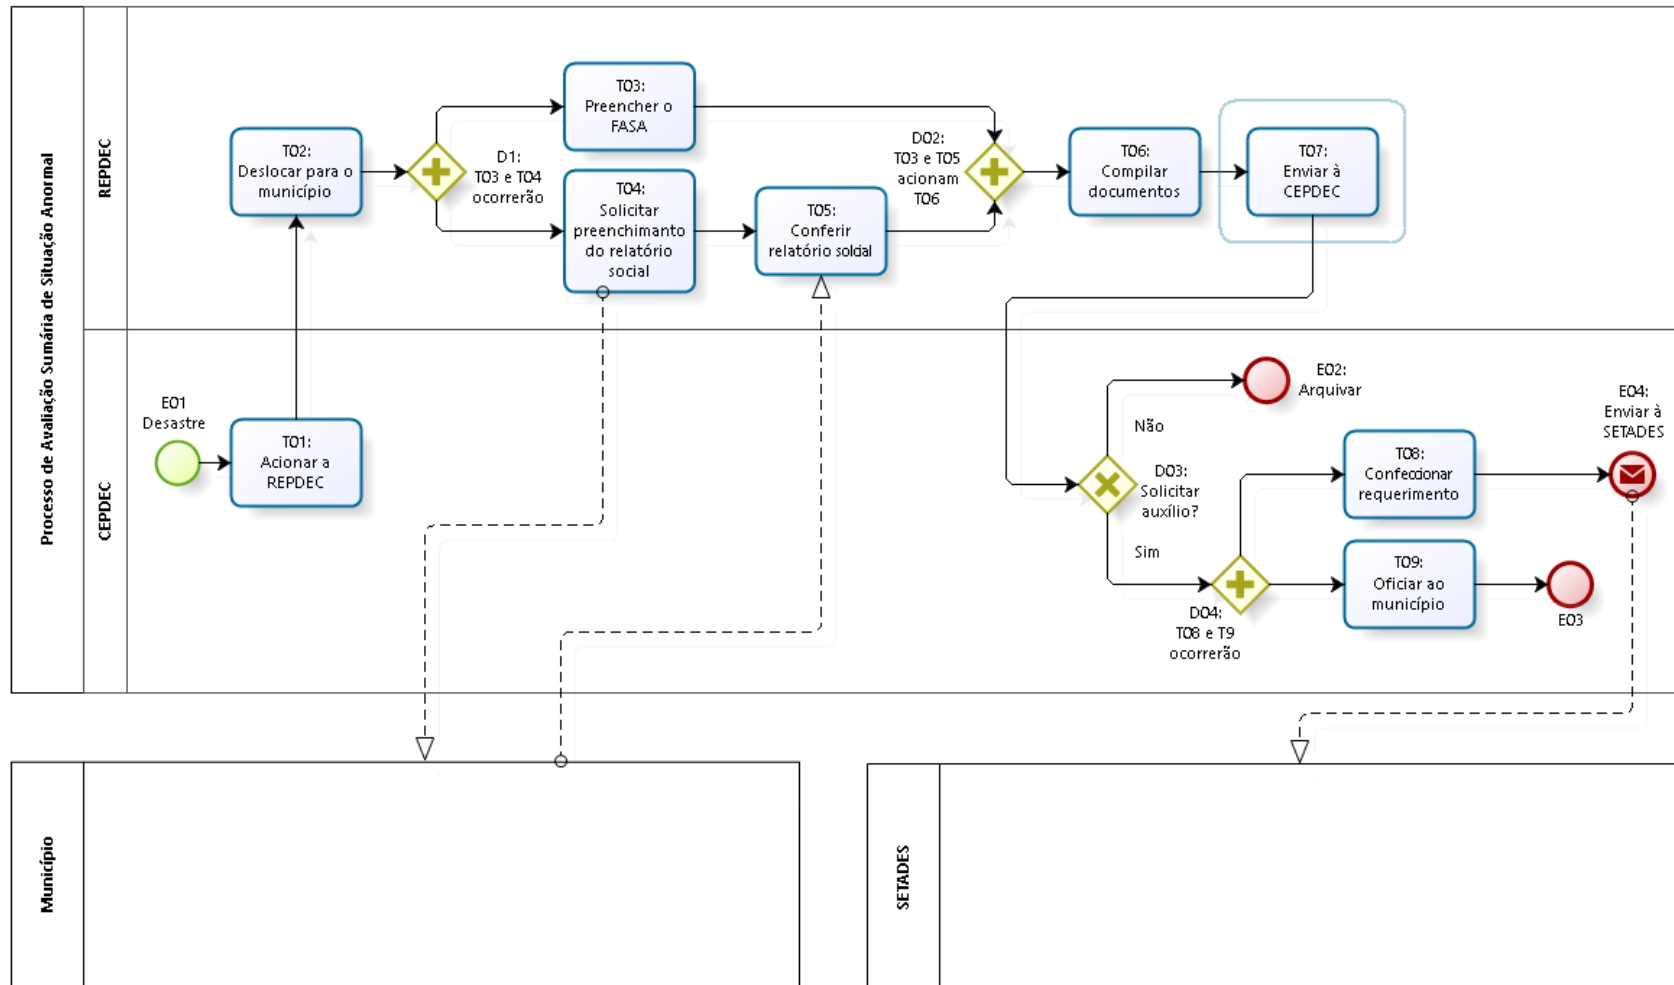 Processo de Avaliação Sumária de Situação Anormal
REPDEC
T02:
Deslocar para o
município
D1:
T03 e T04
ocorrerão
T03:
Preencher o
FASA
T04:
Solicitar
preenchimanto
do relatório
social
T05:
Conferir
relatório soldal
D02:
T03 e T05
acionam
T06
T06:
Compilar
documentos
T07:
Enviar à
CEPDEC
CEPDEC
E01
Desastre
T01:
Acionar a
REPDEC
E02:
Arquivar
Não
D03:
Solicitar
auxílio?
Sim
D04:
T08 e T9
ocorrerão
T08:
Confeccionar
requerimento
E04:
Enviar à
SETADES
T09:
Oficiar ao
município
E03
Município
SETADES